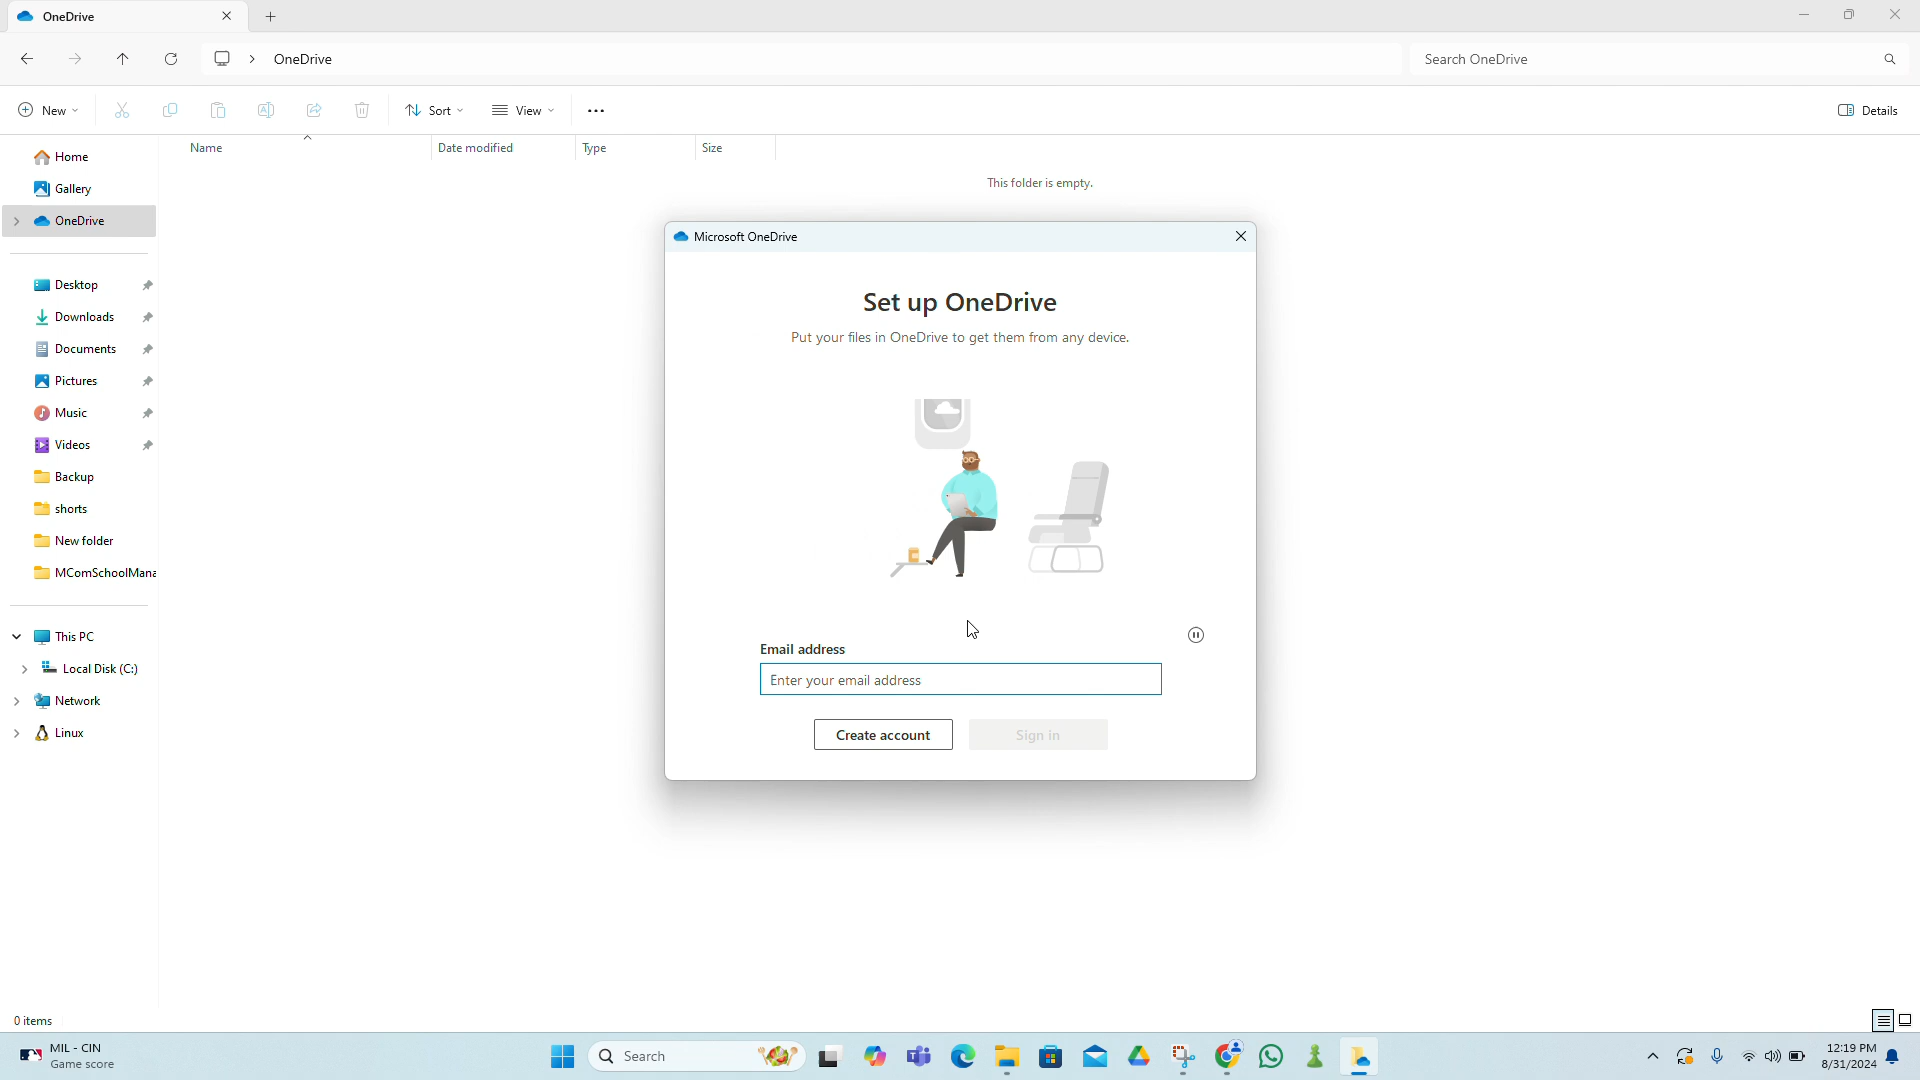 OneDrive
OneDrive
Search OneDrive
New
Sort
View
Details
Name
Date modified
Type
Size
This folder is empty.
Home
Gallery
OneDrive
Desktop
Downloads
Documents
Pictures
Music
Videos
Backup
shorts
New folder
MComSchoolMana
This PC
Local Disk (C:)
Network
Linux
Microsoft OneDrive
Set up OneDrive
Put your files in OneDrive to get them from any device.
Email address
Enter your email address
Create account
Sign in
0 items
MIL - CIN
Game score
Search
12:19 PM
8/31/2024